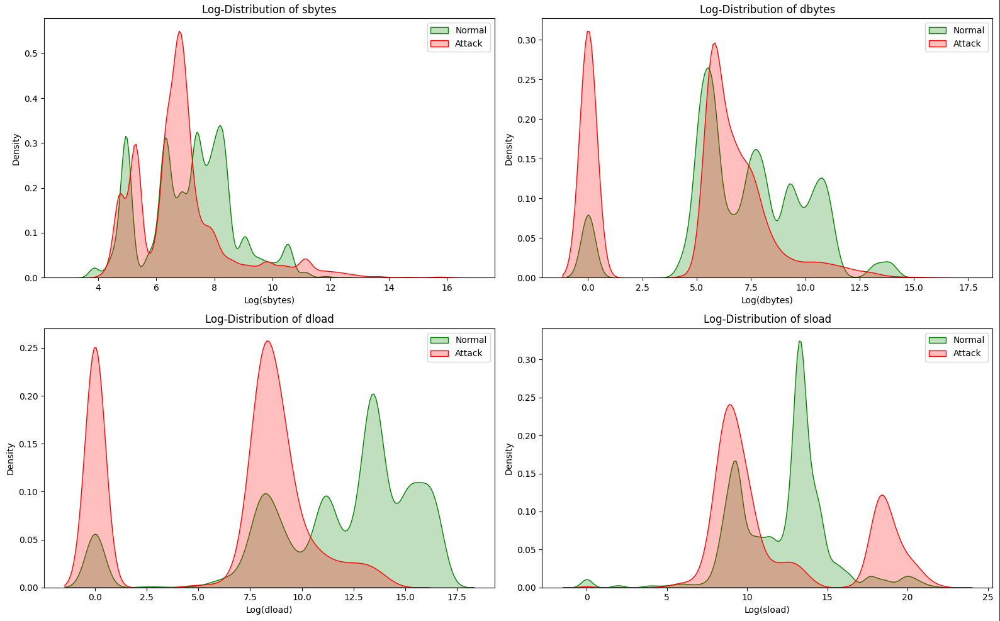 Log-Distribution of sbytes
Normal
Attack
Density
0.5
0.4
0.3
0.2
0.1
0.0
4 6 8 10 12 14 16
Log(sbytes)
Log-Distribution of dbytes
Normal
Attack
Density
0.30
0.25
0.20
0.15
0.10
0.05
0.00
0.0 2.5 5.0 7.5 10.0 12.5 15.0 17.5
Log(dbytes)
Log-Distribution of dload
Normal
Attack
Density
0.25
0.20
0.15
0.10
0.05
0.00
0.0 2.5 5.0 7.5 10.0 12.5 15.0 17.5
Log(dload)
Log-Distribution of sload
Normal
Attack
Density
0.30
0.25
0.20
0.15
0.10
0.05
0.00
0 5 10 15 20 25
Log(sload)